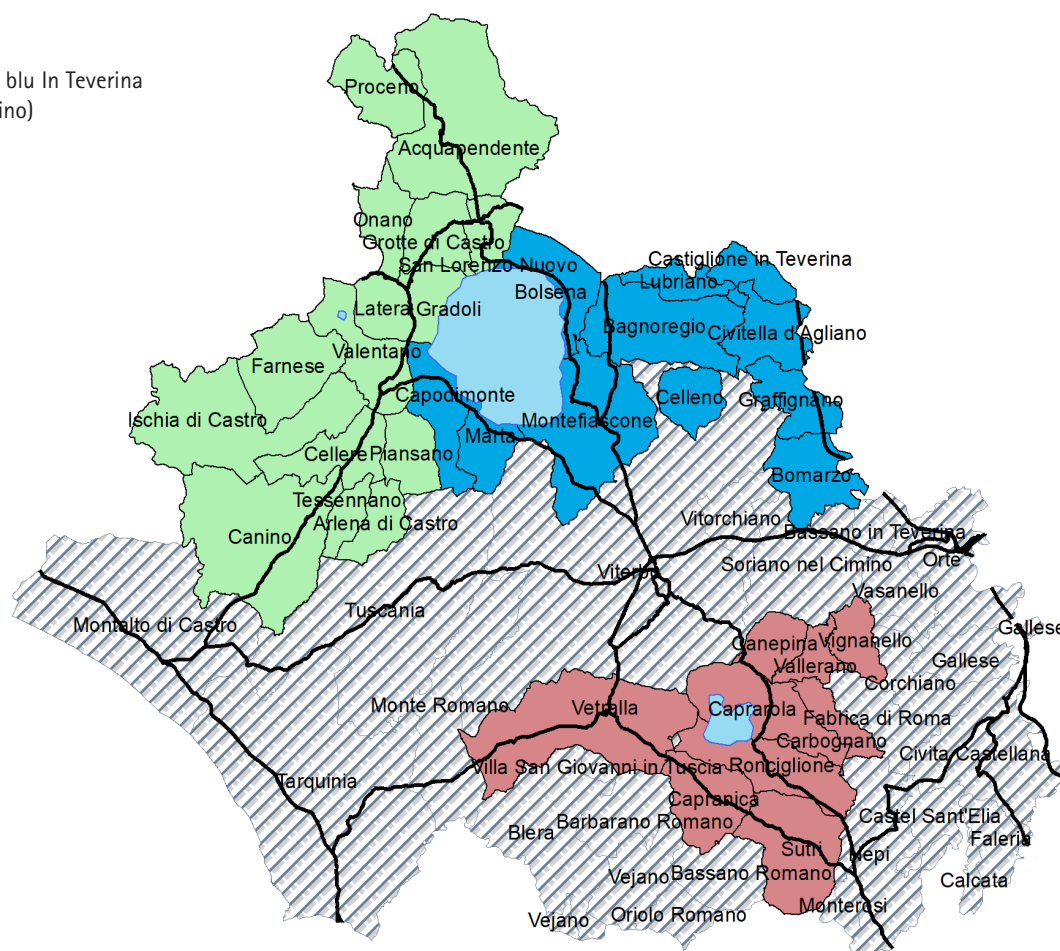 blu In Teverina
ino)
Proceno
Acquapendente
Onano
Grotte di Castro
San Lorenzo Nuovo
Castiglione in Teverina
Lubriano
Bolsena
Latera
Gradoli
Bagnoregio
Civitella d'Agliano
Valentano
Farnese
Capodimonte
Celleno
Graffignano
Ischia di Castro
Marta
Montefiascone
Cellere
Piansano
Bomarzo
Tessennano
Arlena di Castro
Canino
Vitorchiano
Bassano in Teverina
Viterbo
Soriano nel Cimino
Orte
Vasanello
Tuscania
Montalto di Castro
Gallese
Canepina
Vignanello
Vallerano
Gallese
Corchiano
Monte Romano
Vetralla
Caprarola
Fabrica di Roma
Carbognano
Civita Castellana
Villa San Giovanni in Tuscia
Ronciglione
Tarquinia
Capranica
Barbarano Romano
Blera
Castel Sant'Elia
Faleria
Sutri
Nepi
Vejano
Bassano Romano
Calcata
Monterosi
Vejano
Oriolo Romano